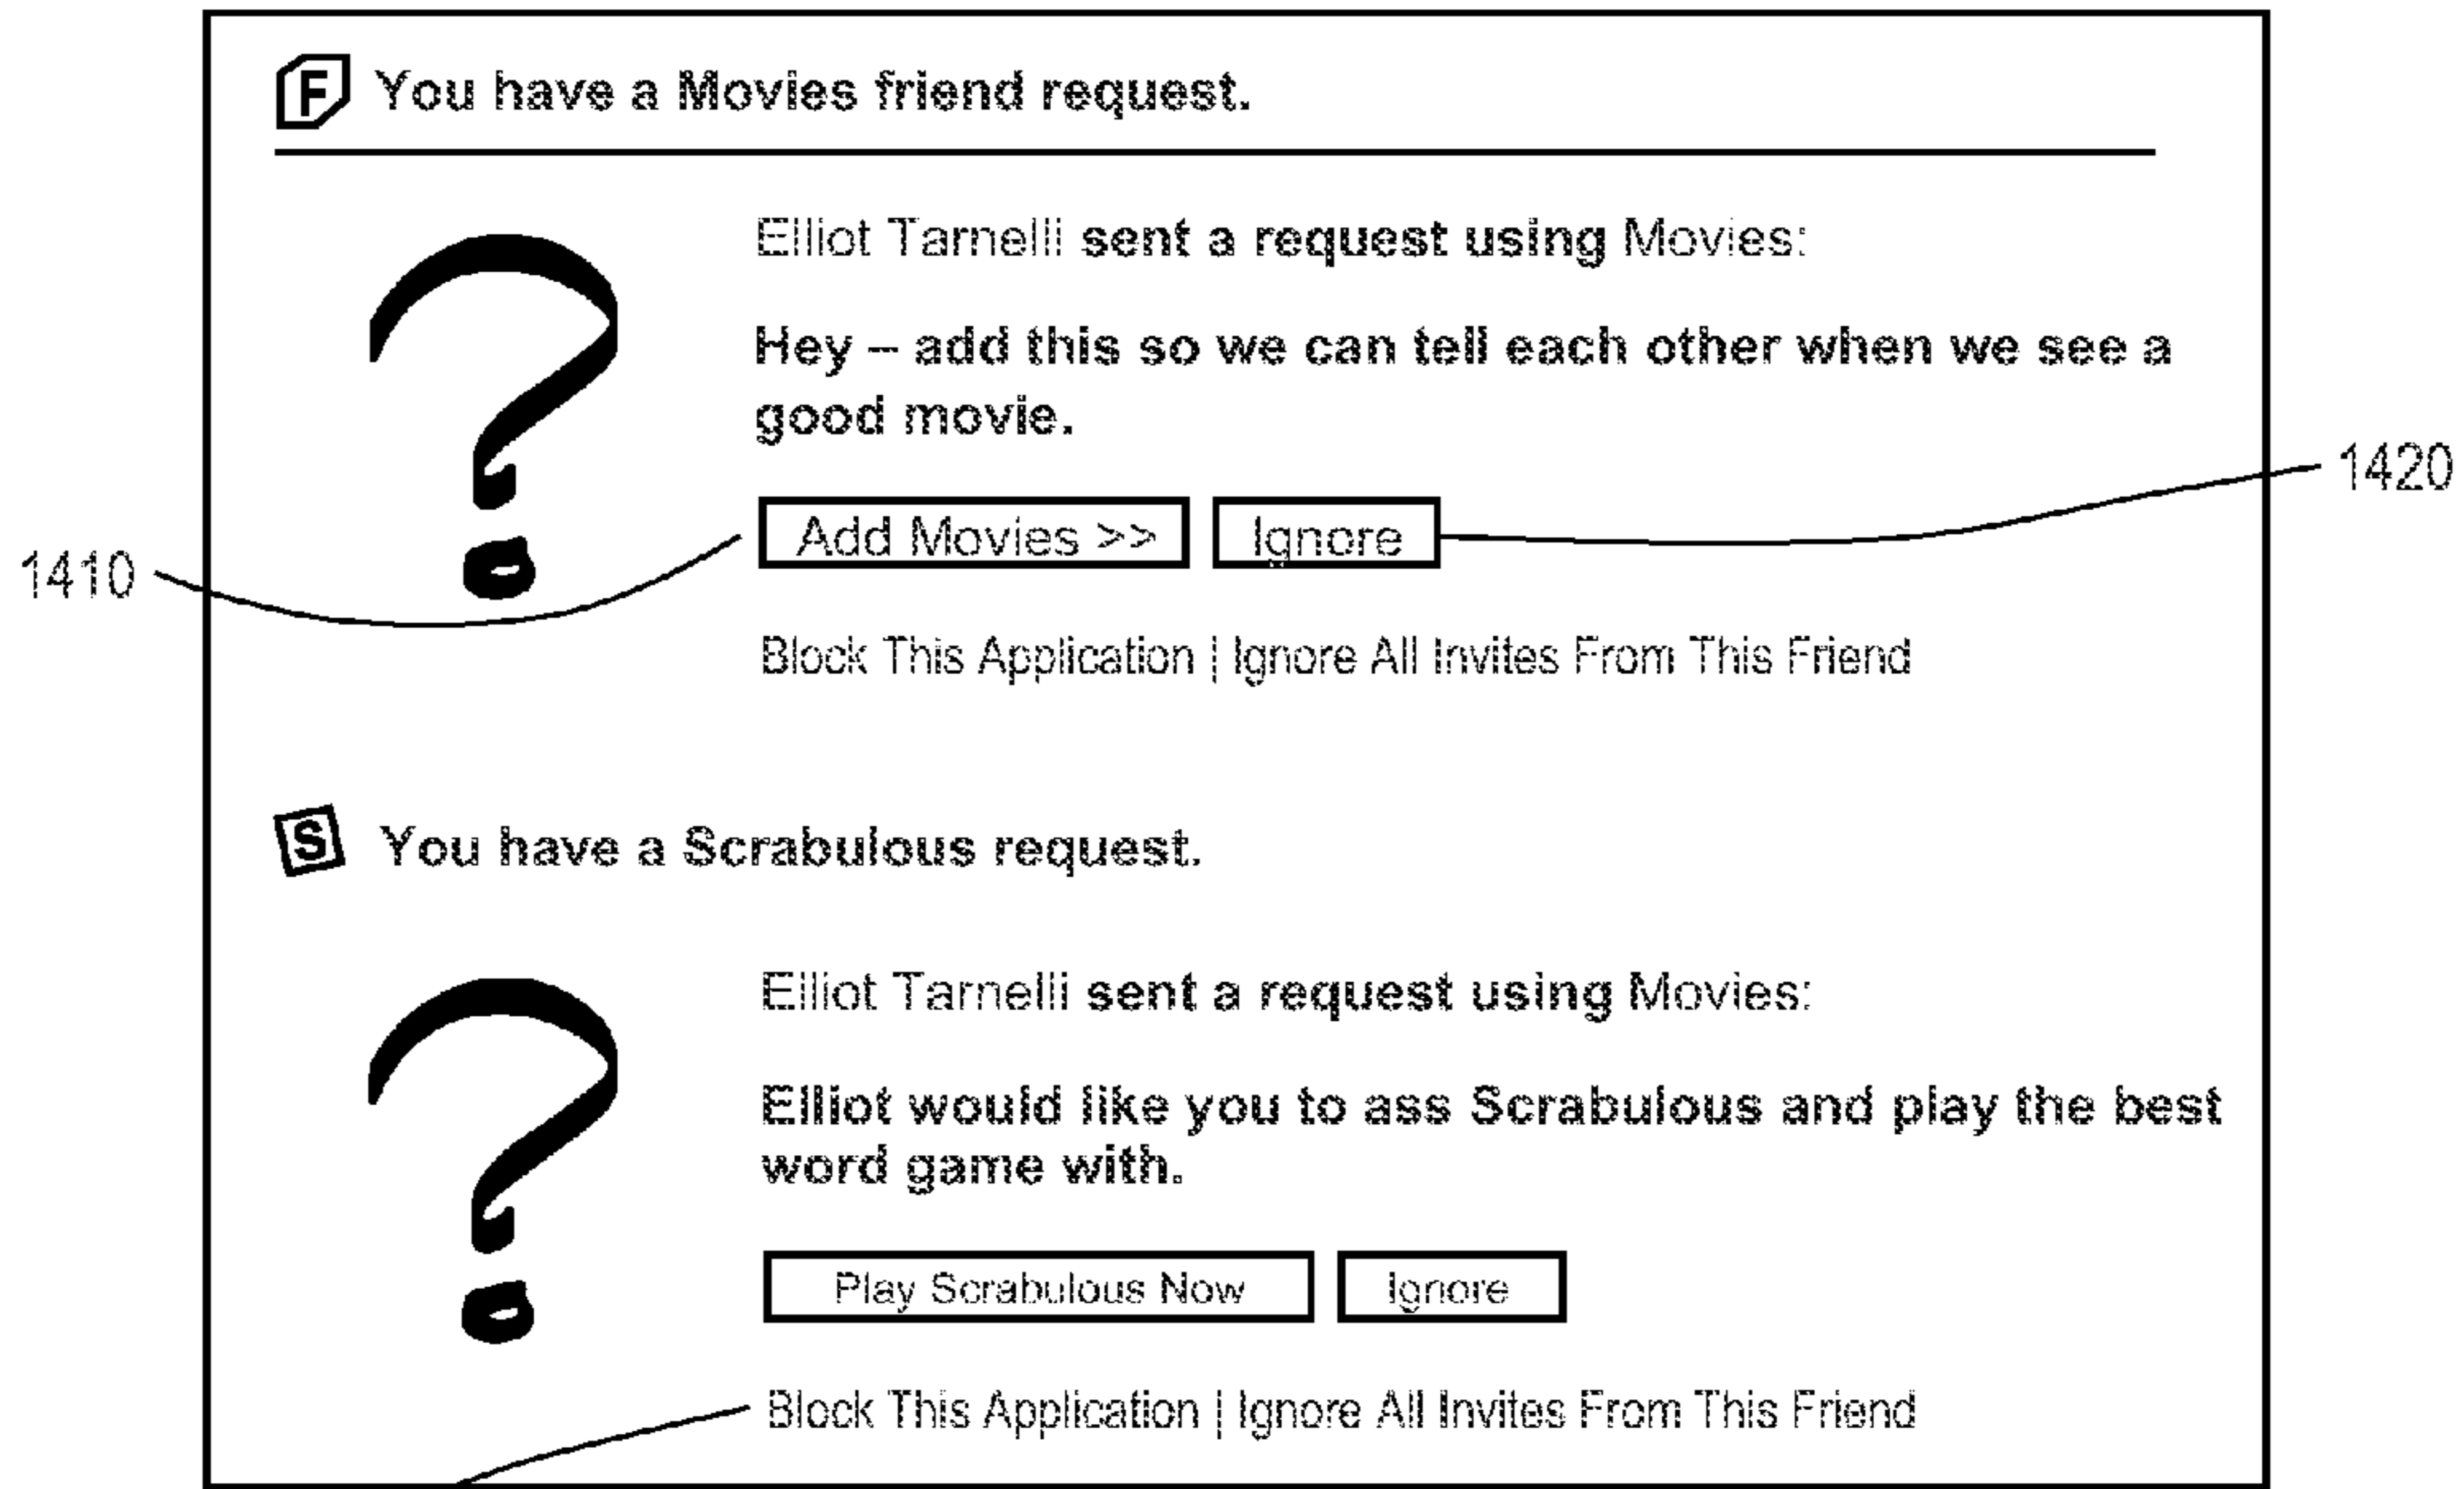 F You have a Movies friend request.
Elliot Tarnelli sent a request using Movies:
Hey – add this so we can tell each other when we see a
good movie.
1420
Add Movies >> Ignore
1410
Block This Application | Ignore All Invites From This Friend
S You have a Scrabulous request.
Elliot Tarnelli sent a request using Movies:
Elliot would like you to ass Scrabulous and play the best
word game with.
Play Scrabulous Now Ignore
Block This Application | Ignore All Invites From This Friend